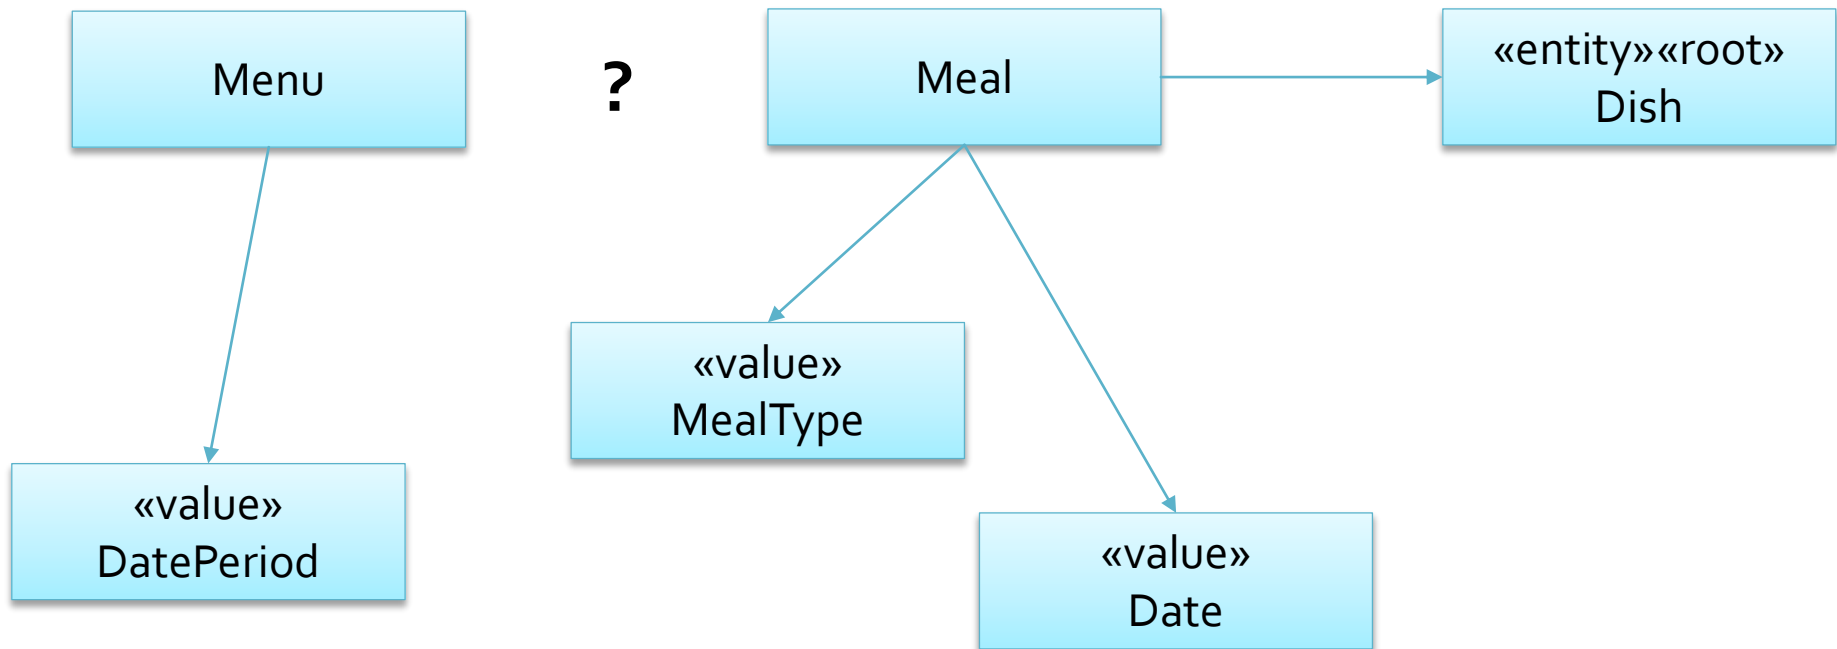 Menu
?
Meal
«entity»«root»
Dish
«value»
MealType
«value»
DatePeriod
«value»
Date